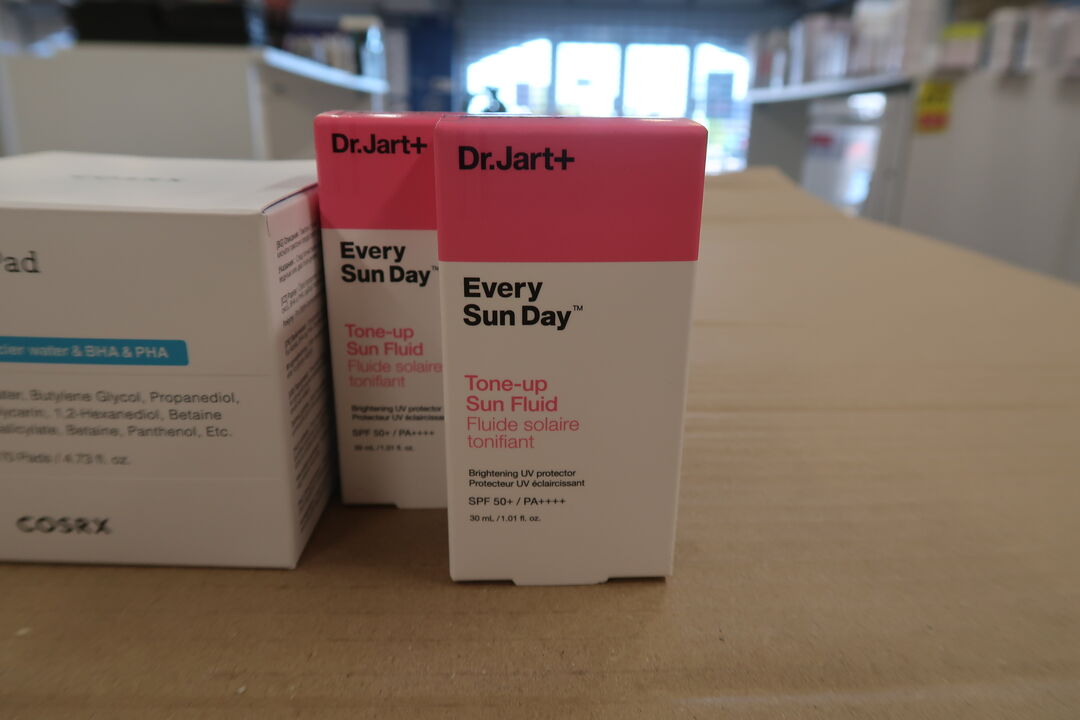 Pad
cier water & BHA & PHA
ater, Butylene Glycol, Propanediol,
lycerin, 1,2-Hexanediol, Betaine
alicylate, Betaine, Panthenol, Etc.
Pads / 4.73 fl. oz.
COSRX
Dr.Jart+
Every
Sun Day™
Tone-up
Sun Fluid
Fluide solaire
tonifiant
Brightening UV protector
Protecteur UV éclaircissant
SPF 50+ / PA++++
30 mL / 1.01 fl. oz.
Dr.Jart+
Every
Sun Day™
Tone-up
Sun Fluid
Fluide solaire
tonifiant
Brightening UV protector
Protecteur UV éclaircissant
SPF 50+ / PA++++
30 mL / 1.01 fl. oz.